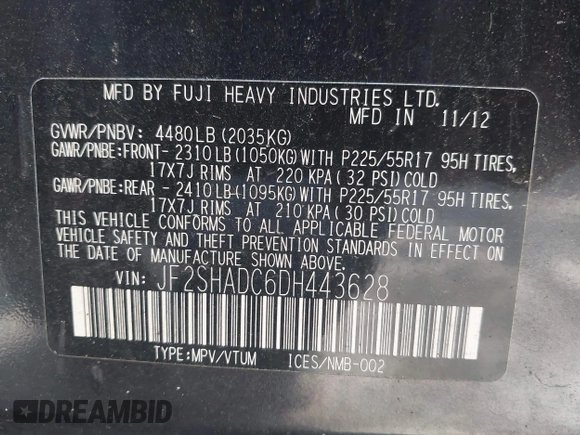 MFD BY FUJI HEAVY INDUSTRIES LTD.
MFD IN 11/12
GVWR/PNBV: 4480LB(2035KG)
GAWR/PNBE:FRONT- 2310LB(1050KG)WITH P225/55R17 95H TIRES,
17X7J RIMS AT 220 KPA(32 PSI)COLD
GAWR/PNBE:REAR - 2410LB(1095KG)WITH P225/55R17 95H TIRES,
17X7J RIMS AT 210 KPA(30 PSI)COLD
THIS VEHICLE CONFORMS TO ALL APPLICABLE FEDERAL MOTOR
VEHICLE SAFETY AND THEFT PREVENTION STANDARDS IN EFFECT ON
THE DATE OF MANUFACTURE SHOWN ABOVE.
VIN: JF2SHADC6DH443628
TYPE:MPV/VTUM ICES/NMB-002
DREAMBID